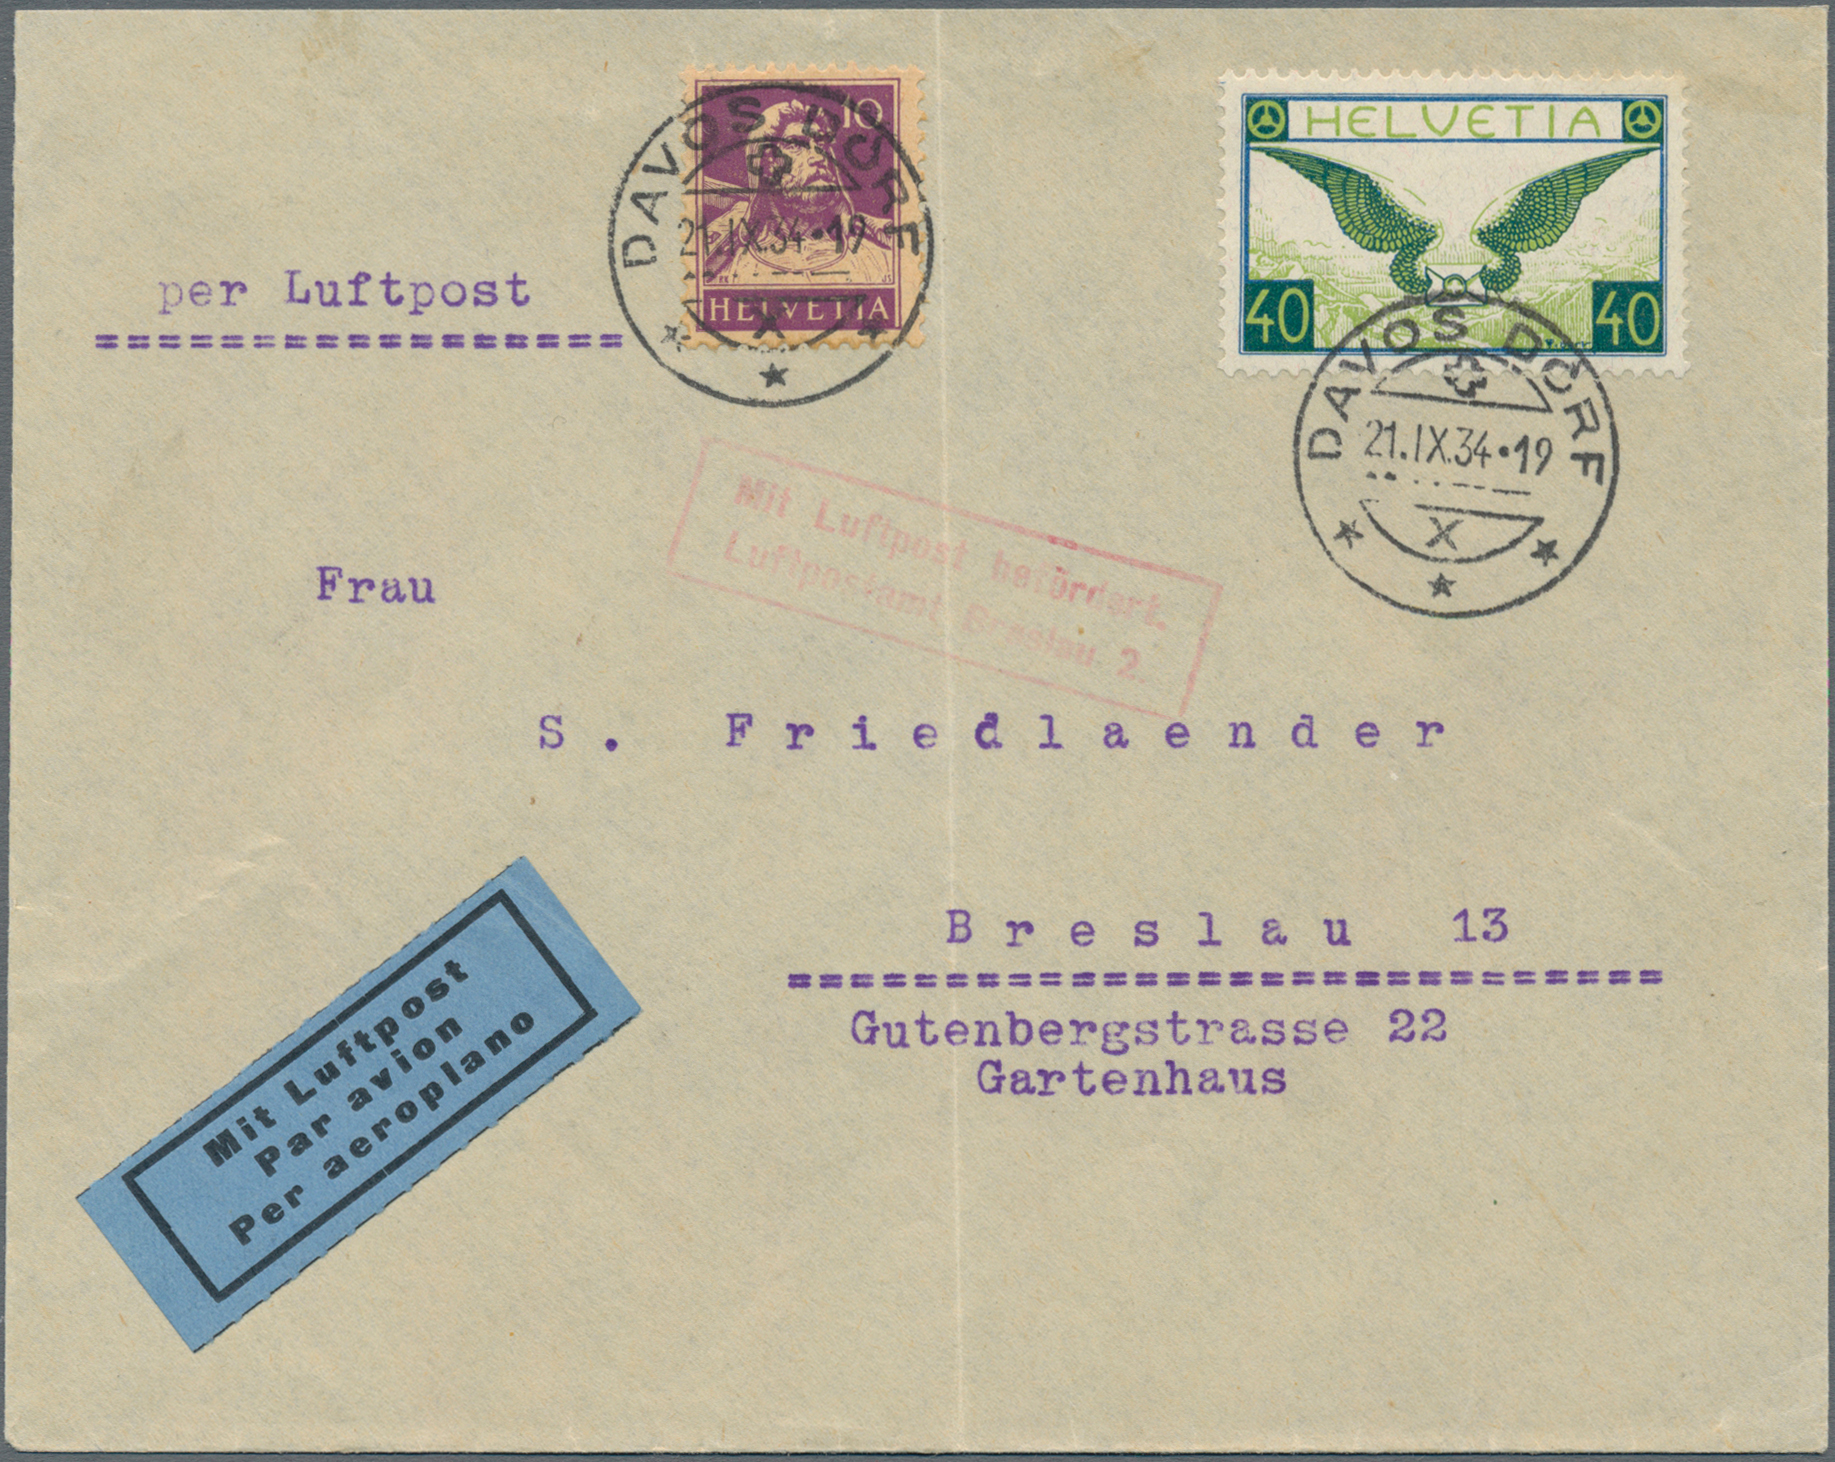 10
HELVETIA
DAVOS DORF
21.IX.34•19
X
HELVETIA
40 40
DAVOS DORF
21.IX.34•19
X
per Luftpost
==================
Mit Luftpost befördert.
Luftpostamt Breslau 2
Frau
S. Friedlaender
Breslau 13
============================
Gutenbergstrasse 22
Gartenhaus
Mit Luftpost
Par avion
Per aeroplano